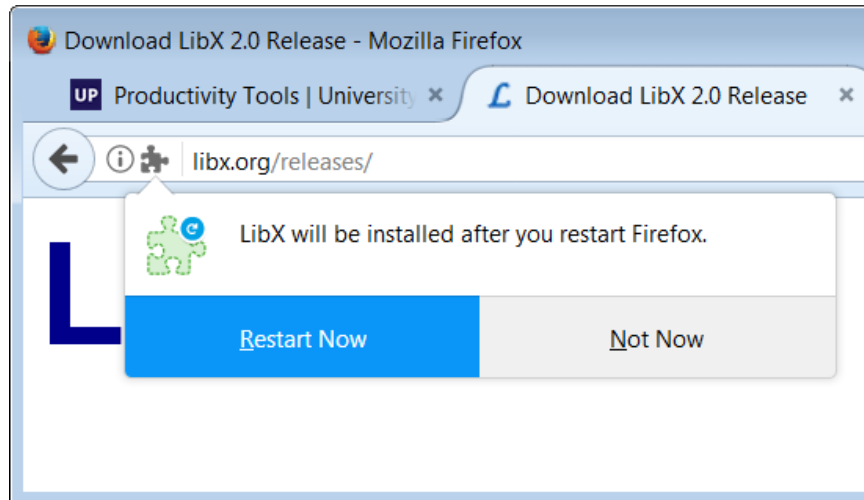 Download LibX 2.0 Release - Mozilla Firefox
UP Productivity Tools | University Download LibX 2.0 Release
libx.org/releases/
LibX will be installed after you restart Firefox.
L
Restart Now Not Now